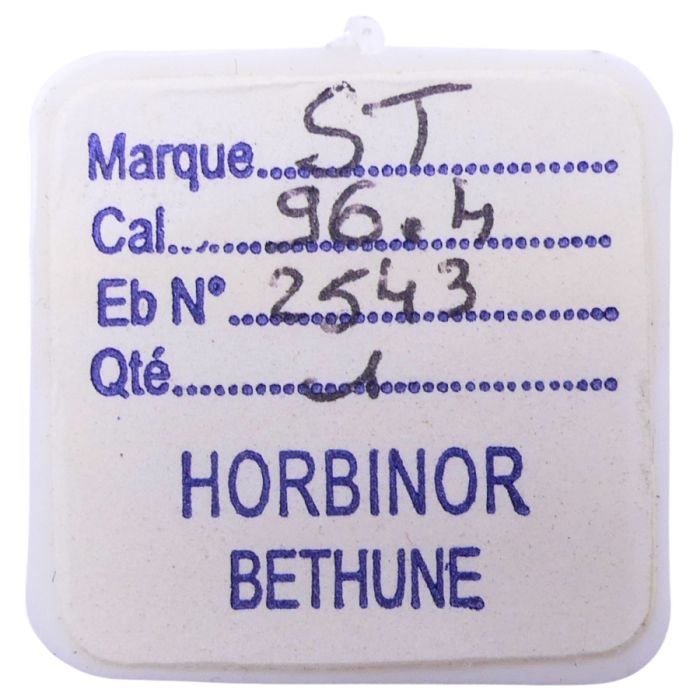 Marque ST
Cal. 96.4
Eb N° 2543
Qté 1
HORBINOR
BETHUNE